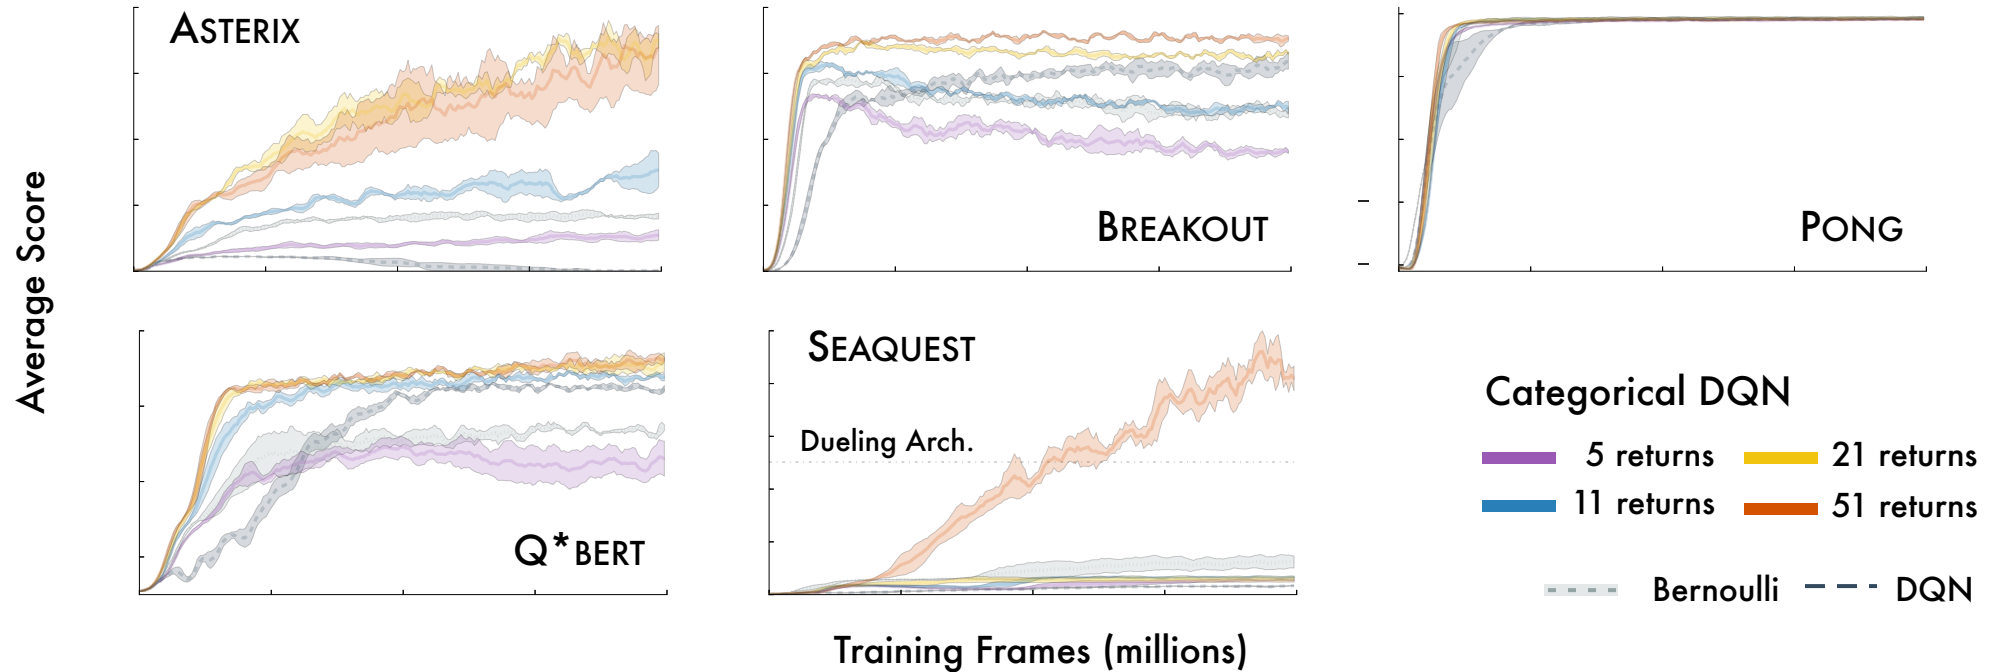 ASTERIX
BREAKOUT
PONG
Average Score
Q*BERT
SEAQUEST
Dueling Arch.
Categorical DQN
5 returns
21 returns
11 returns
51 returns
Bernoulli
DQN
Training Frames (millions)